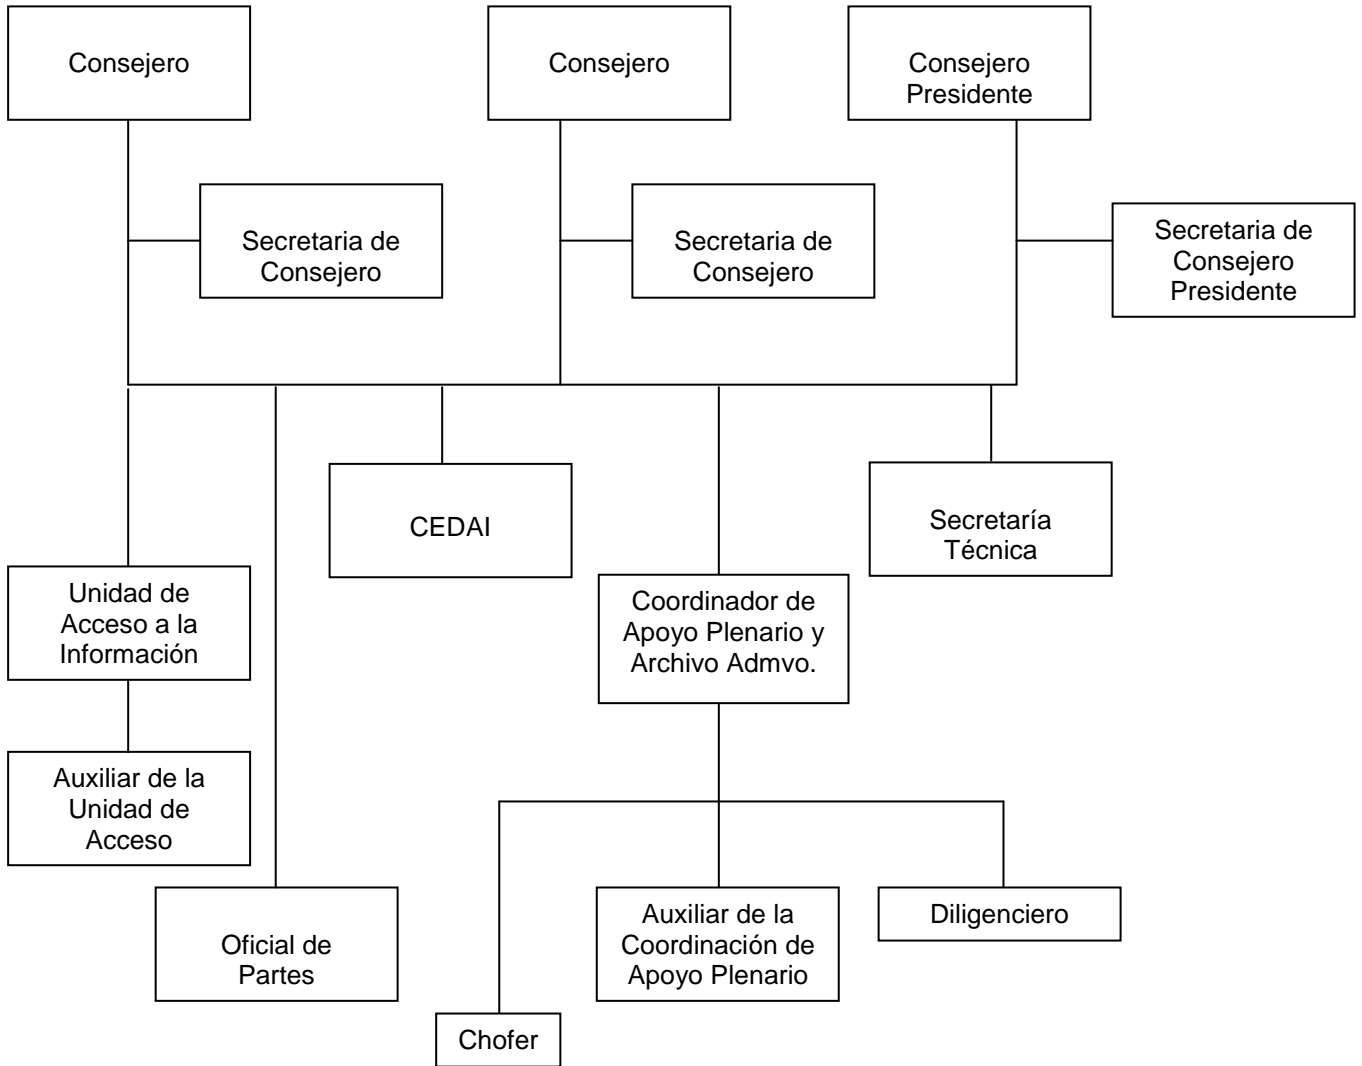 Consejero
Consejero
Consejero
Presidente
Secretaria de
Consejero
Secretaria de
Consejero
Secretaria de
Consejero
Presidente
CEDAI
Secretaría
Técnica
Unidad de
Acceso a la
Información
Coordinador de
Apoyo Plenario y
Archivo Admvo.
Auxiliar de la
Unidad de
Acceso
Oficial de
Partes
Auxiliar de la
Coordinación de
Apoyo Plenario
Diligenciero
Chofer